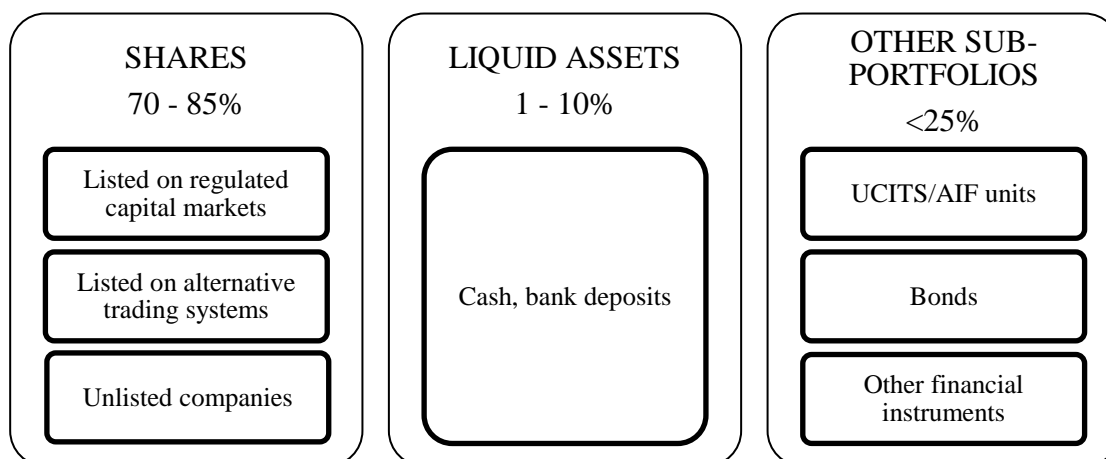 SHARES
70 - 85%
Listed on regulated
capital markets
Listed on alternative
trading systems
Unlisted companies
LIQUID ASSETS
1 - 10%
Cash, bank deposits
OTHER SUB-
PORTFOLIOS
<25%
UCITS/AIF units
Bonds
Other financial
instruments